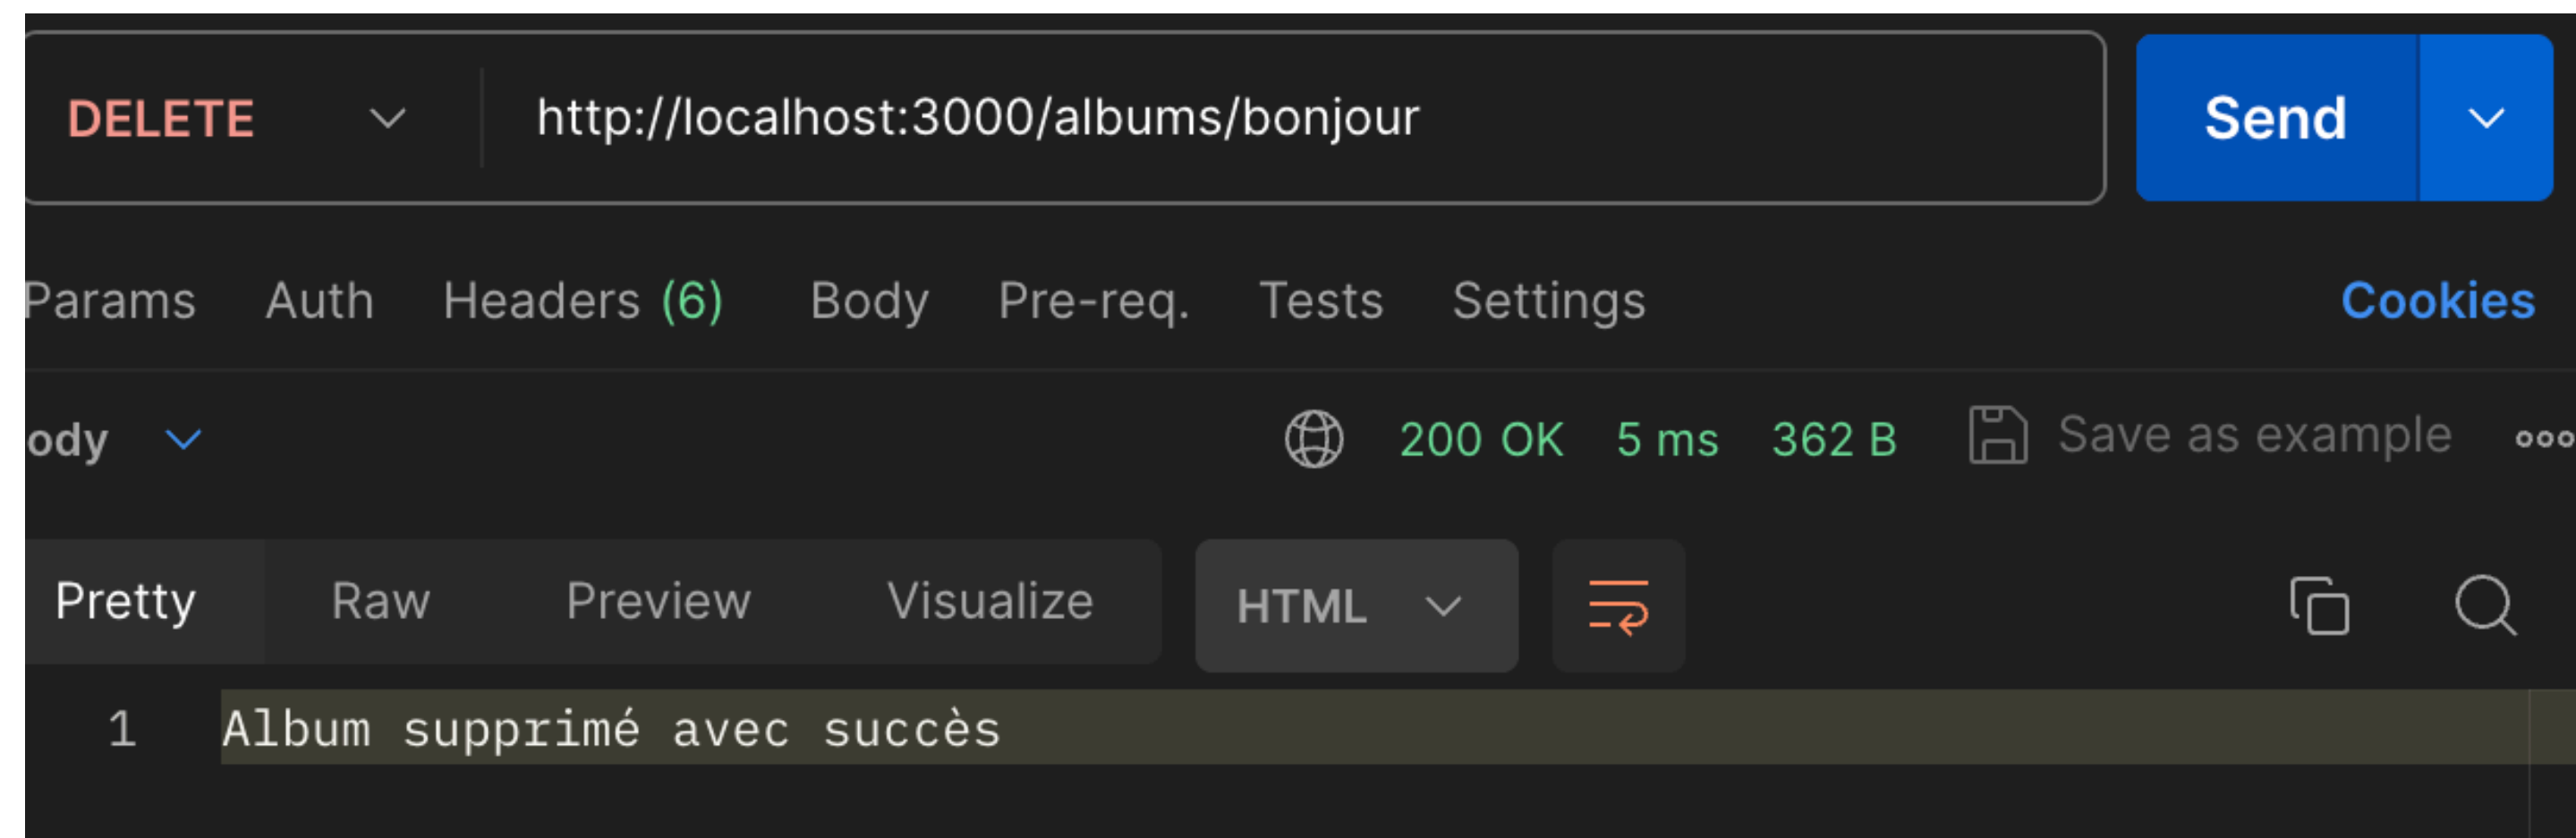 DELETE http://localhost:3000/albums/bonjour Send
Params Auth Headers (6) Body Pre-req. Tests Settings Cookies
ody 200 OK 5 ms 362 B Save as example
Pretty Raw Preview Visualize HTML
1 Album supprimé avec succès